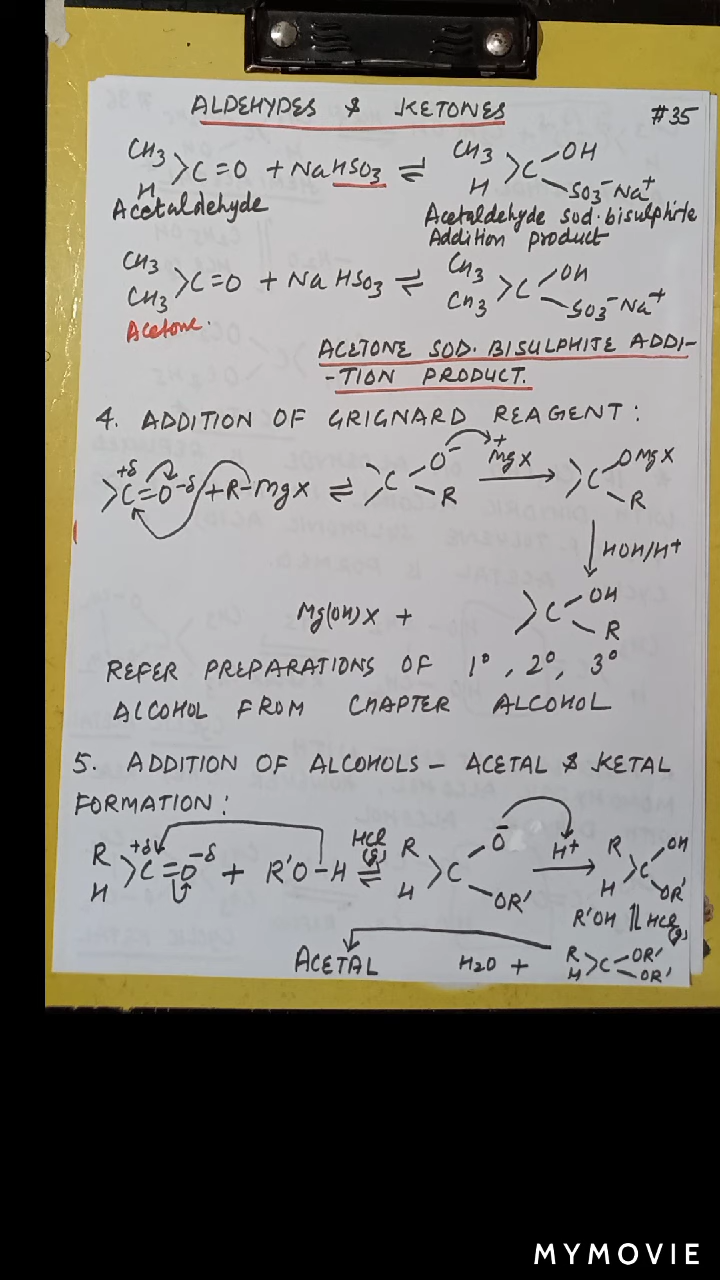 ALDEHYDES & KETONES #35
CH3 H >C=O + NaHSO3 ⇌ CH3 H >C-OH -SO3⁻Na⁺
Acetaldehyde Acetaldehyde sod. bisulphite
Addition product
CH3 CH3 >C=O + NaHSO3 ⇌ CH3 CH3 >C-OH -SO3⁻Na⁺
Acetone.
ACETONE SOD. BISULPHITE ADDI-
-TION PRODUCT.
4. ADDITION OF GRIGNARD REAGENT:
>C⁺ᵟ=O⁻ᵟ + R-MgX ⇌ >C-O⁻ -R ⁺MgX → >C-OMgX -R
↓ HOH/H⁺
Mg(OH)X + >C-OH -R
REFER PREPARATIONS OF 1°, 2°, 3°
ALCOHOL FROM CHAPTER ALCOHOL
5. ADDITION OF ALCOHOLS - ACETAL & KETAL
FORMATION:
R H >C⁺ᵟ=O⁻ᵟ + R'O-H HCl (g) ⇌ R H >C-O⁻ -OR' H⁺ → R H >C-OH -OR'
R'OH ⇌ HCl (g)
ACETAL H2O + R H >C-OR' -OR'
MYMOVIE